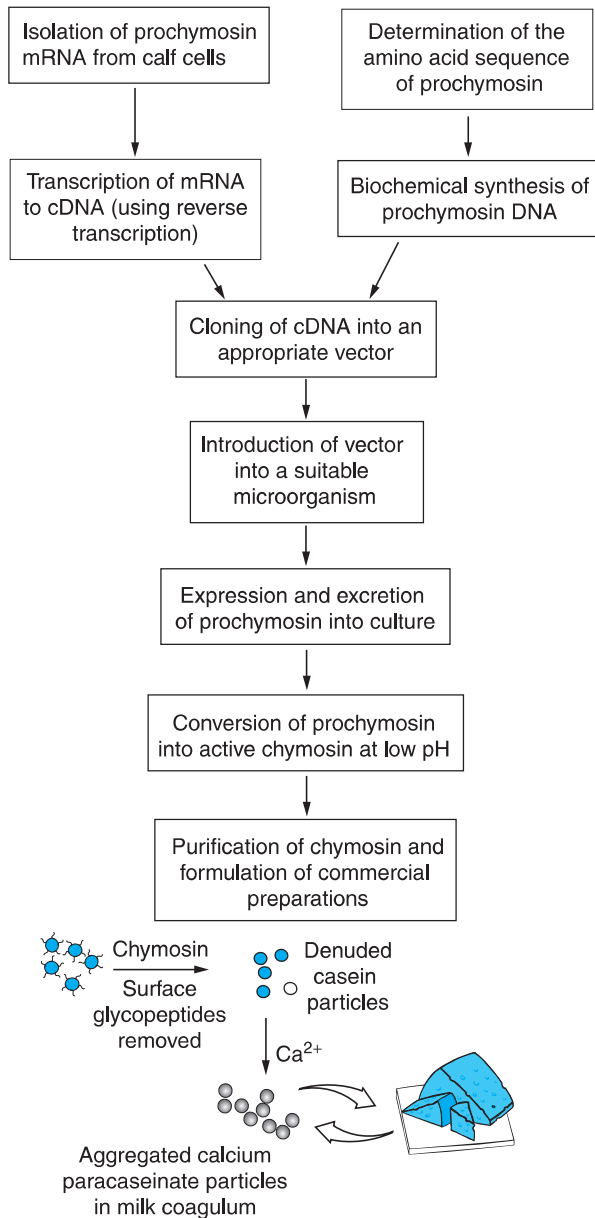 Isolation of prochymosin
mRNA from calf cells
Determination of the
amino acid sequence
of prochymosin
Transcription of mRNA
to cDNA (using reverse
transcription)
Biochemical synthesis of
prochymosin DNA
Cloning of cDNA into an
appropriate vector
Introduction of vector
into a suitable
microorganism
Expression and excretion
of prochymosin into culture
Conversion of prochymosin
into active chymosin at low pH
Purification of chymosin and
formulation of commercial
preparations
Chymosin
Surface
glycopeptides
removed
Denuded
casein
particles
Ca²⁺
Aggregated calcium
paracaseinate particles
in milk coagulum